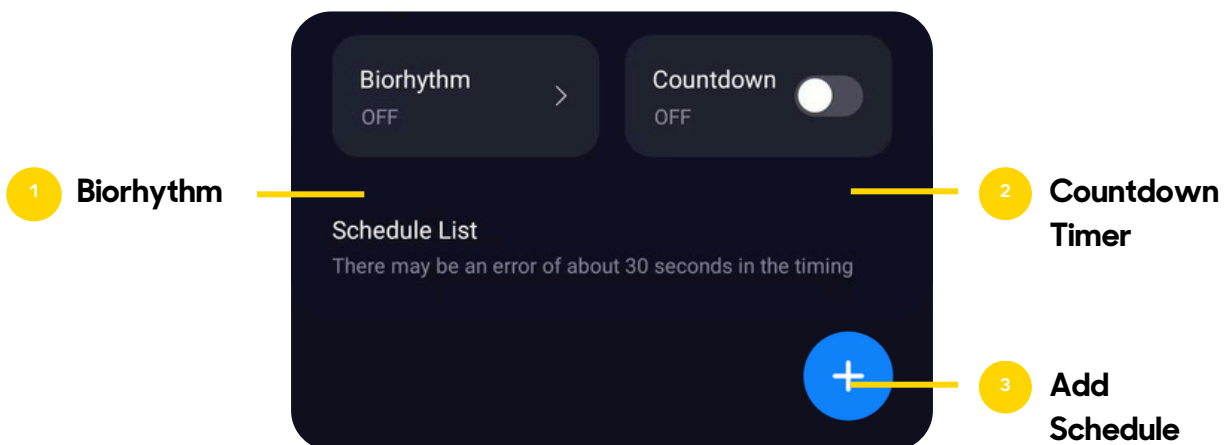 Biorhythm
OFF
Countdown
OFF
1 Biorhythm
2 Countdown
Timer
Schedule List
There may be an error of about 30 seconds in the timing
+
3 Add
Schedule